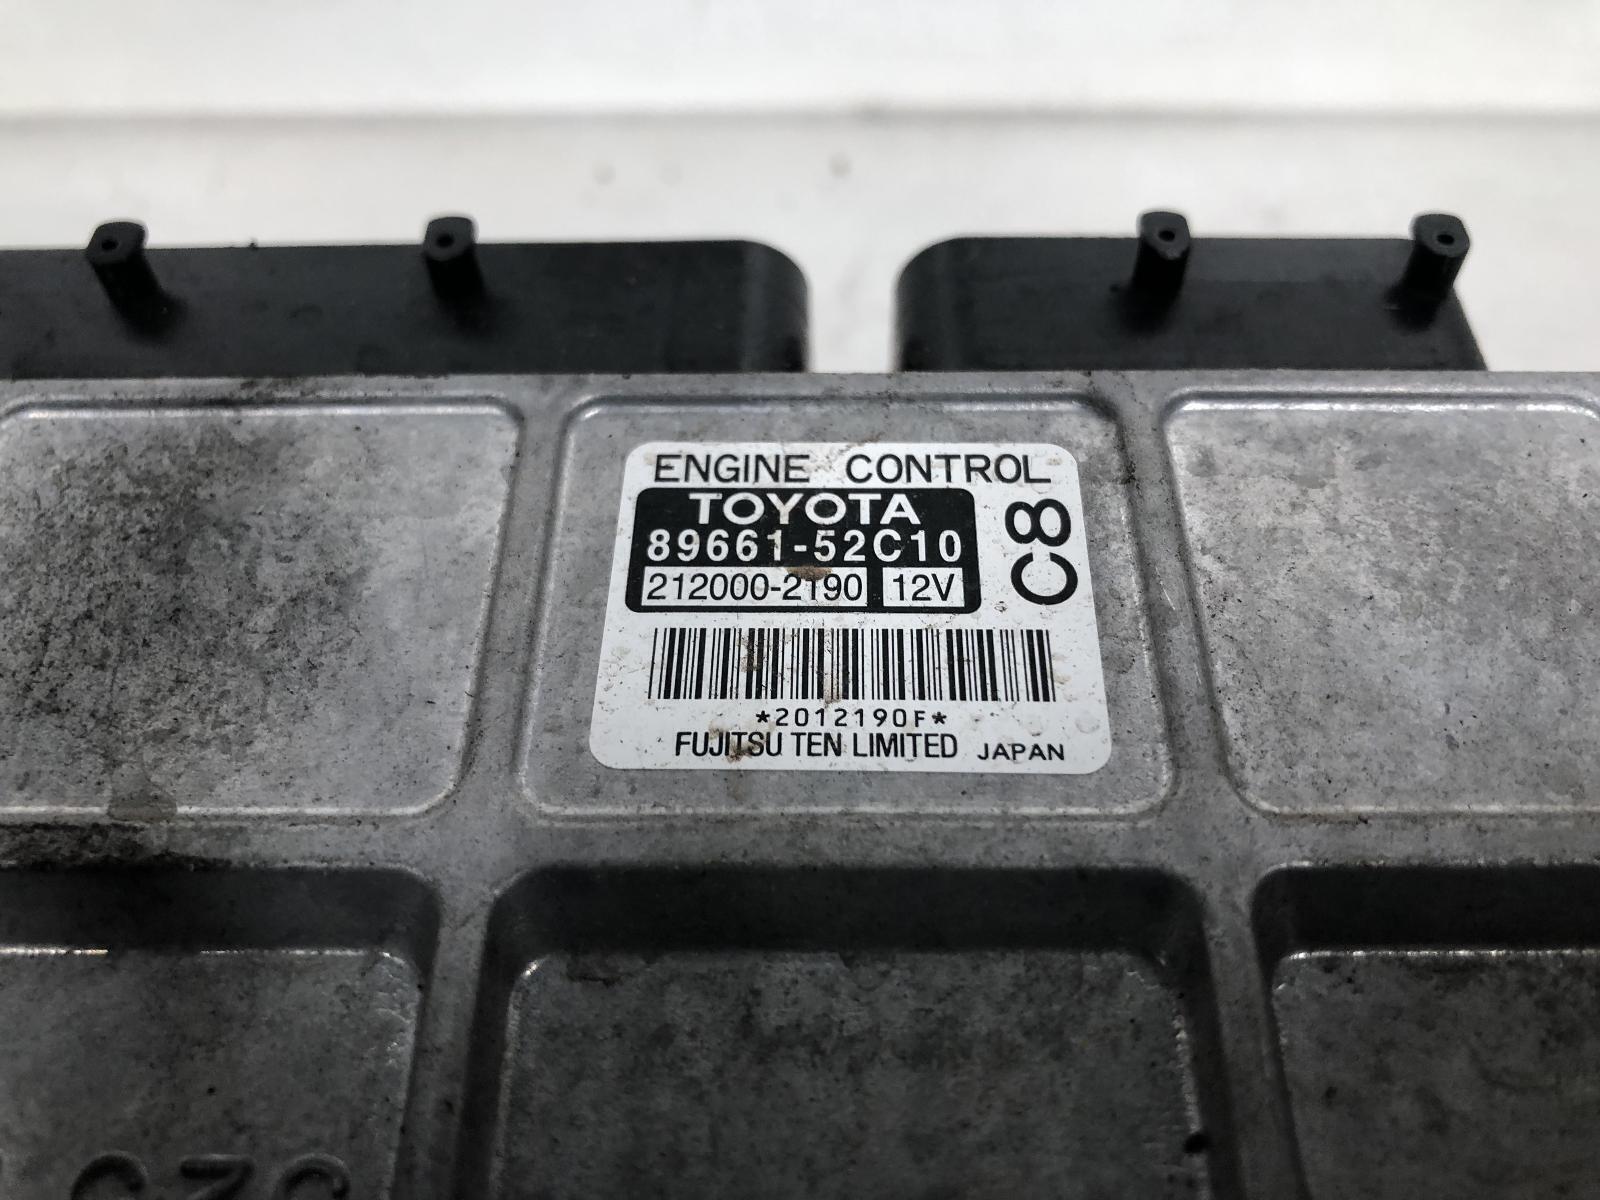 ENGINE CONTROL
TOYOTA
89661-52C10
212000-2190 12V
C8
*2012190F*
FUJITSU TEN LIMITED JAPAN